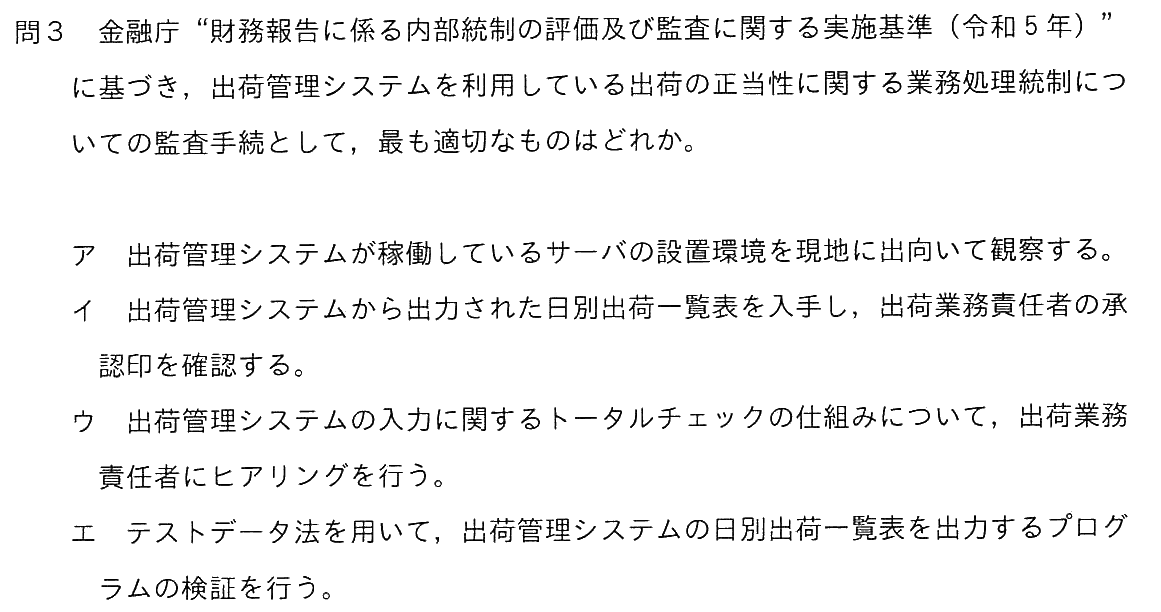 問３　金融庁“財務報告に係る内部統制の評価及び監査に関する実施基準（令和５年）”
に基づき，出荷管理システムを利用している出荷の正当性に関する業務処理統制につ
いての監査手続として，最も適切なものはどれか。
ア　出荷管理システムが稼働しているサーバの設置環境を現地に出向いて観察する。
イ　出荷管理システムから出力された日別出荷一覧表を入手し，出荷業務責任者の承
認印を確認する。
ウ　出荷管理システムの入力に関するトータルチェックの仕組みについて，出荷業務
責任者にヒアリングを行う。
エ　テストデータ法を用いて，出荷管理システムの日別出荷一覧表を出力するプログ
ラムの検証を行う。